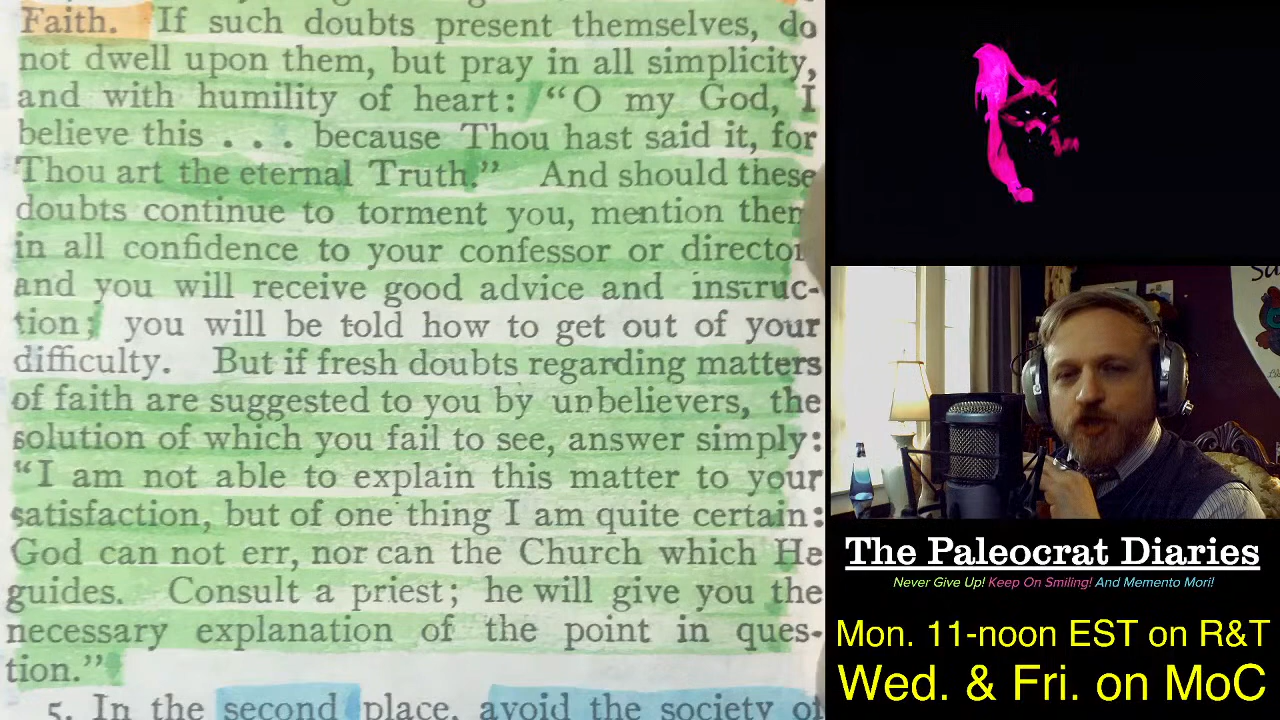 Faith. If such doubts present themselves, do
not dwell upon them, but pray in all simplicity,
and with humility of heart: “O my God, I
believe this . . . because Thou hast said it, for
Thou art the eternal Truth.” And should these
doubts continue to torment you, mention them
in all confidence to your confessor or director
and you will receive good advice and instruc-
tion; you will be told how to get out of your
difficulty. But if fresh doubts regarding matters
of faith are suggested to you by unbelievers, the
solution of which you fail to see, answer simply:
“I am not able to explain this matter to your
satisfaction, but of one thing I am quite certain:
God can not err, nor can the Church which He
guides. Consult a priest; he will give you the
necessary explanation of the point in ques-
tion.”
5. In the second place, avoid the society of
The Paleocrat Diaries
Never Give Up! Keep On Smiling! And Memento Mori!
Mon. 11-noon EST on R&T
Wed. & Fri. on MoC